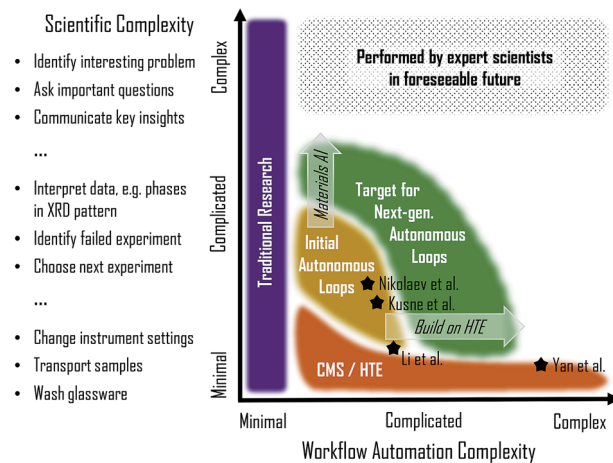 Scientific Complexity
• Identify interesting problem
• Ask important questions
• Communicate key insights
...
• Interpret data, e.g. phases
in XRD pattern
• Identify failed experiment
• Choose next experiment
...
• Change instrument settings
• Transport samples
• Wash glassware
Complex
Complicated
Minimal
Traditional Research
Performed by expert scientists
in foreseeable future
Materials AI
Target for
Next-gen.
Autonomous
Loops
Initial
Autonomous
Loops
Nikolaev et al.
Kusne et al.
Build on HTE
Li et al.
CMS / HTE
Yan et al.
Minimal
Complicated
Complex
Workflow Automation Complexity